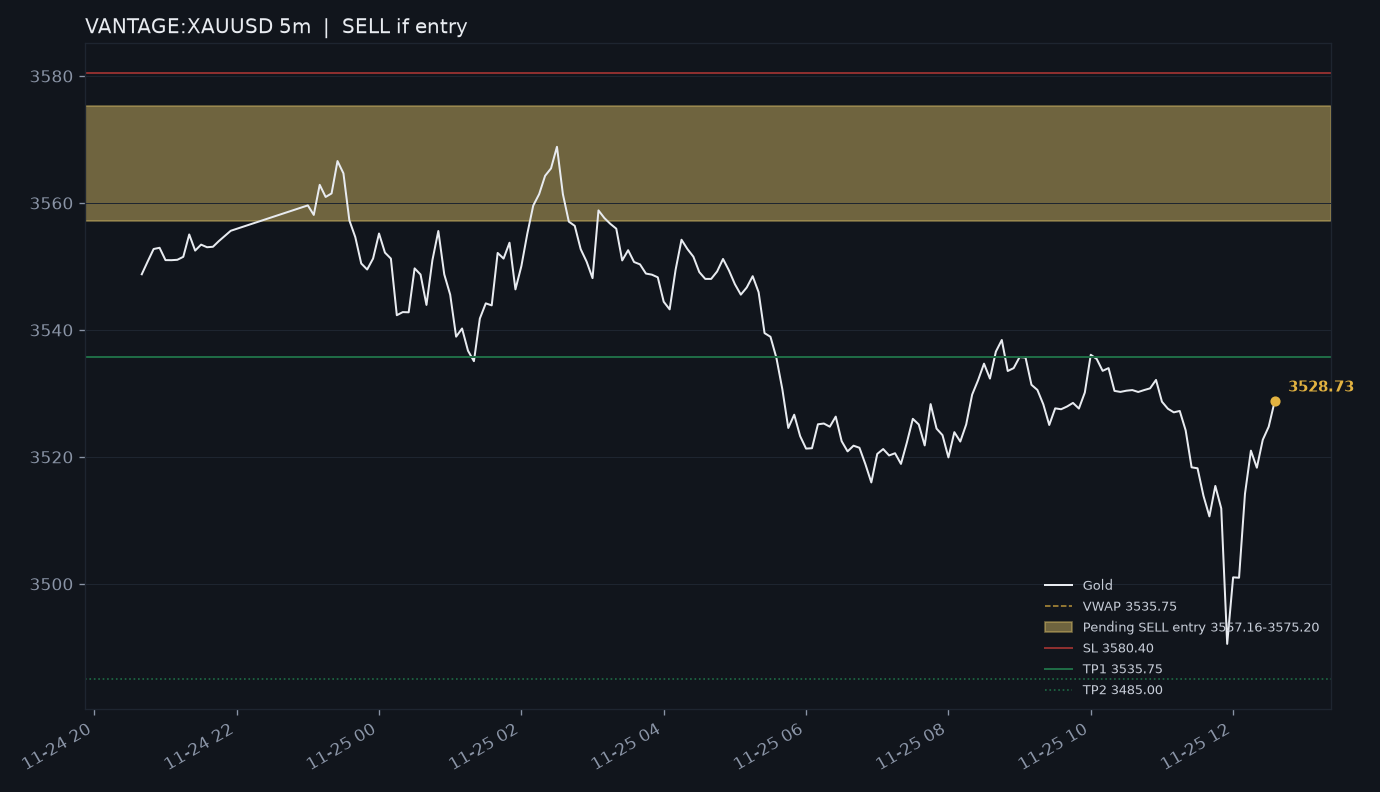 VANTAGE:XAUUSD 5m | SELL if entry
3580
3560
3540
3520
3500
3528.73
Gold
VWAP 3535.75
Pending SELL entry 3557.16-3575.20
SL 3580.40
TP1 3535.75
TP2 3485.00
11-24 20
11-24 22
11-25 00
11-25 02
11-25 04
11-25 06
11-25 08
11-25 10
11-25 12